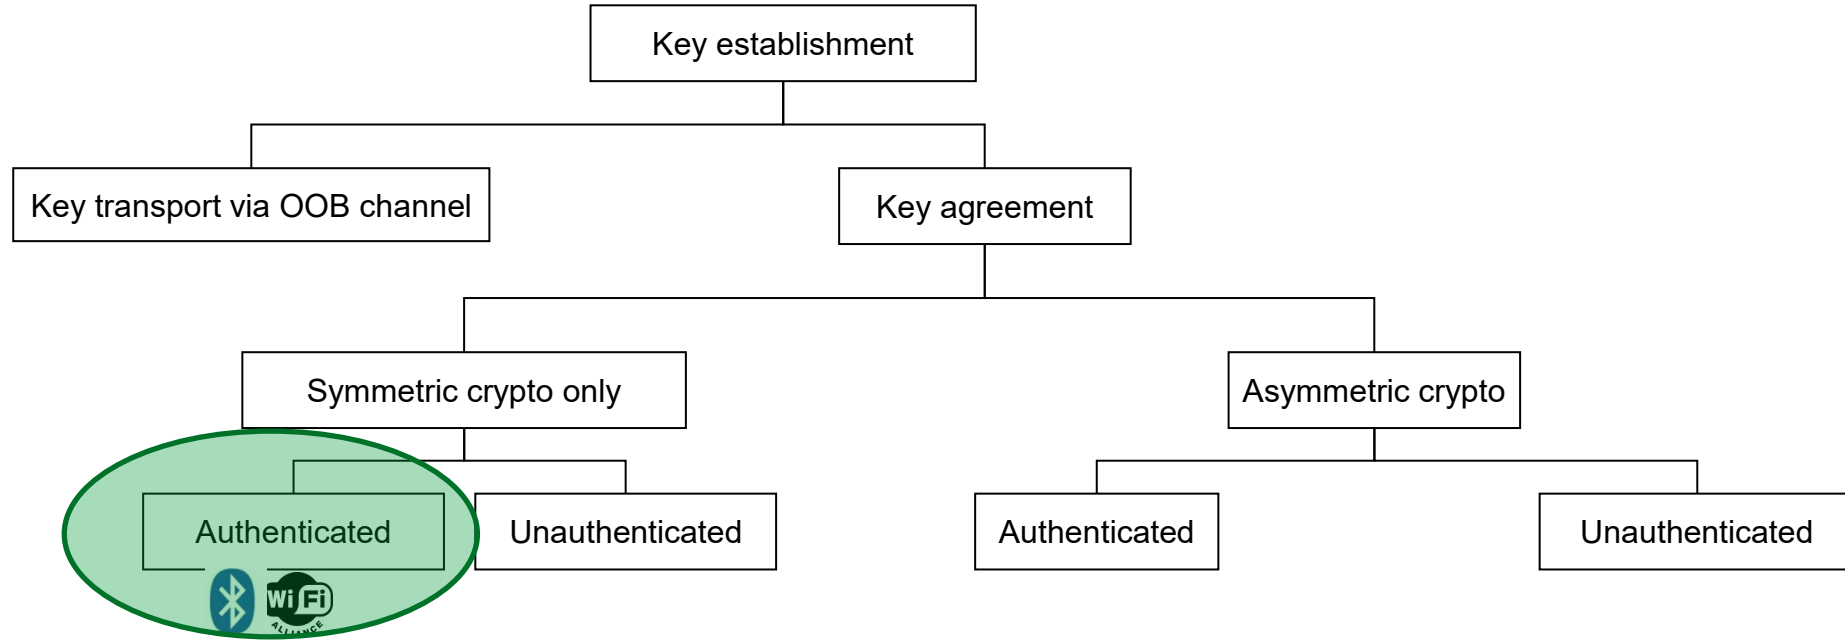 Key establishment
Key transport via OOB channel
Key agreement
Symmetric crypto only
Asymmetric crypto
Authenticated
Unauthenticated
Authenticated
Unauthenticated
Wi Fi
ALLIANCE